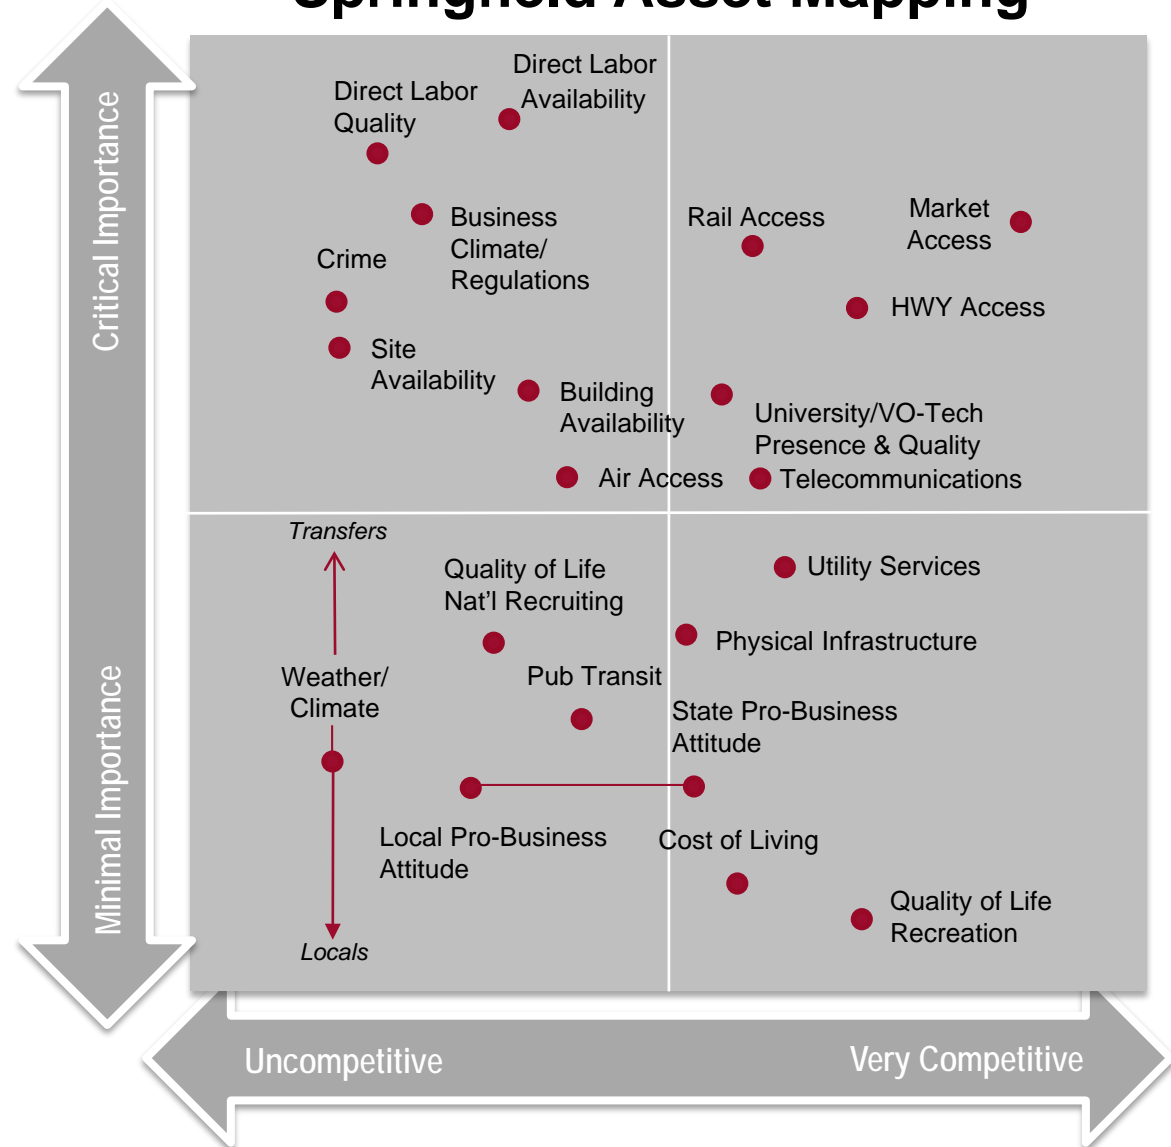 Springfield Asset Mapping
Direct Labor
Availability
Direct Labor
Quality
Business
Climate/
Regulations
Crime
Site
Availability
Building
Availability
Air Access
Rail Access
Market
Access
HWY Access
University/VO-Tech
Presence & Quality
Telecommunications
Transfers
Weather/
Climate
Locals
Quality of Life
Nat'l Recruiting
Pub Transit
Local Pro-Business
Attitude
Utility Services
Physical Infrastructure
State Pro-Business
Attitude
Cost of Living
Quality of Life
Recreation
Critical Importance
Minimal Importance
Uncompetitive
Very Competitive